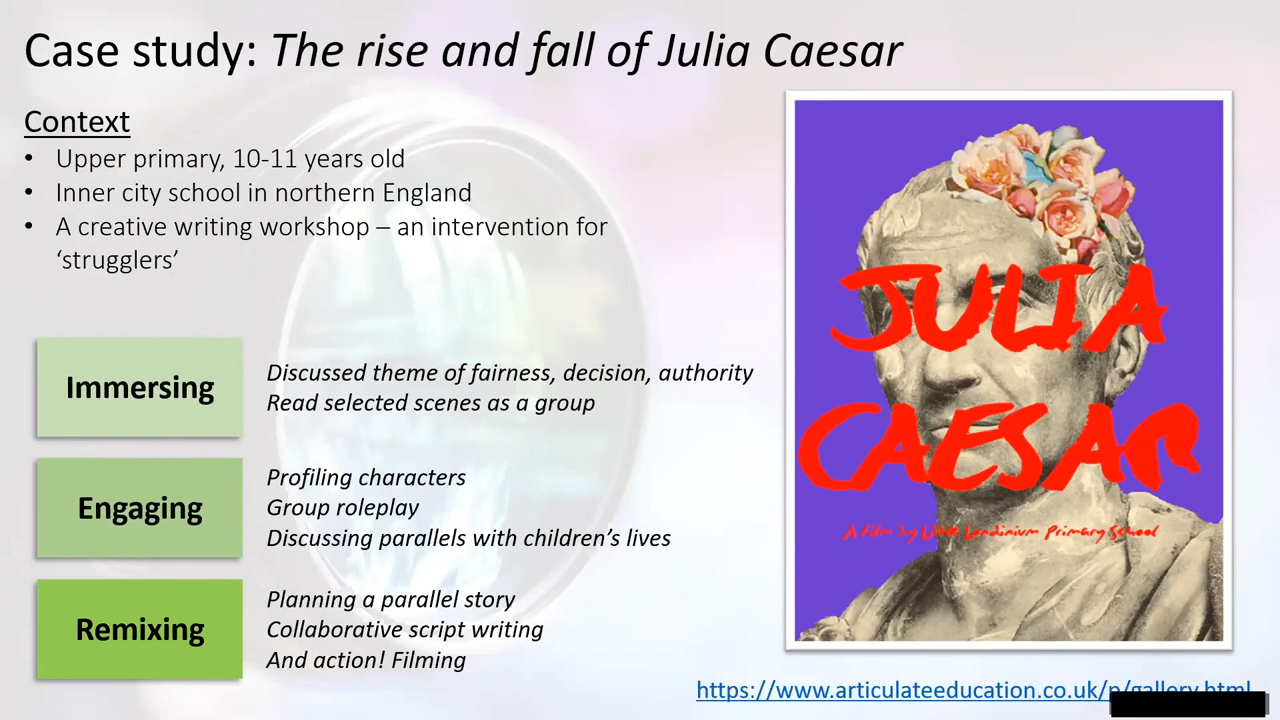 Case study: The rise and fall of Julia Caesar
Context
• Upper primary, 10-11 years old
• Inner city school in northern England
• A creative writing workshop – an intervention for
‘strugglers’
Immersing
Discussed theme of fairness, decision, authority
Read selected scenes as a group
Engaging
Profiling characters
Group roleplay
Discussing parallels with children’s lives
Remixing
Planning a parallel story
Collaborative script writing
And action! Filming
JULIA
CAESAR
A film by Little Londinium Primary School
https://www.articulateeducation.co.uk/p/gallery.html